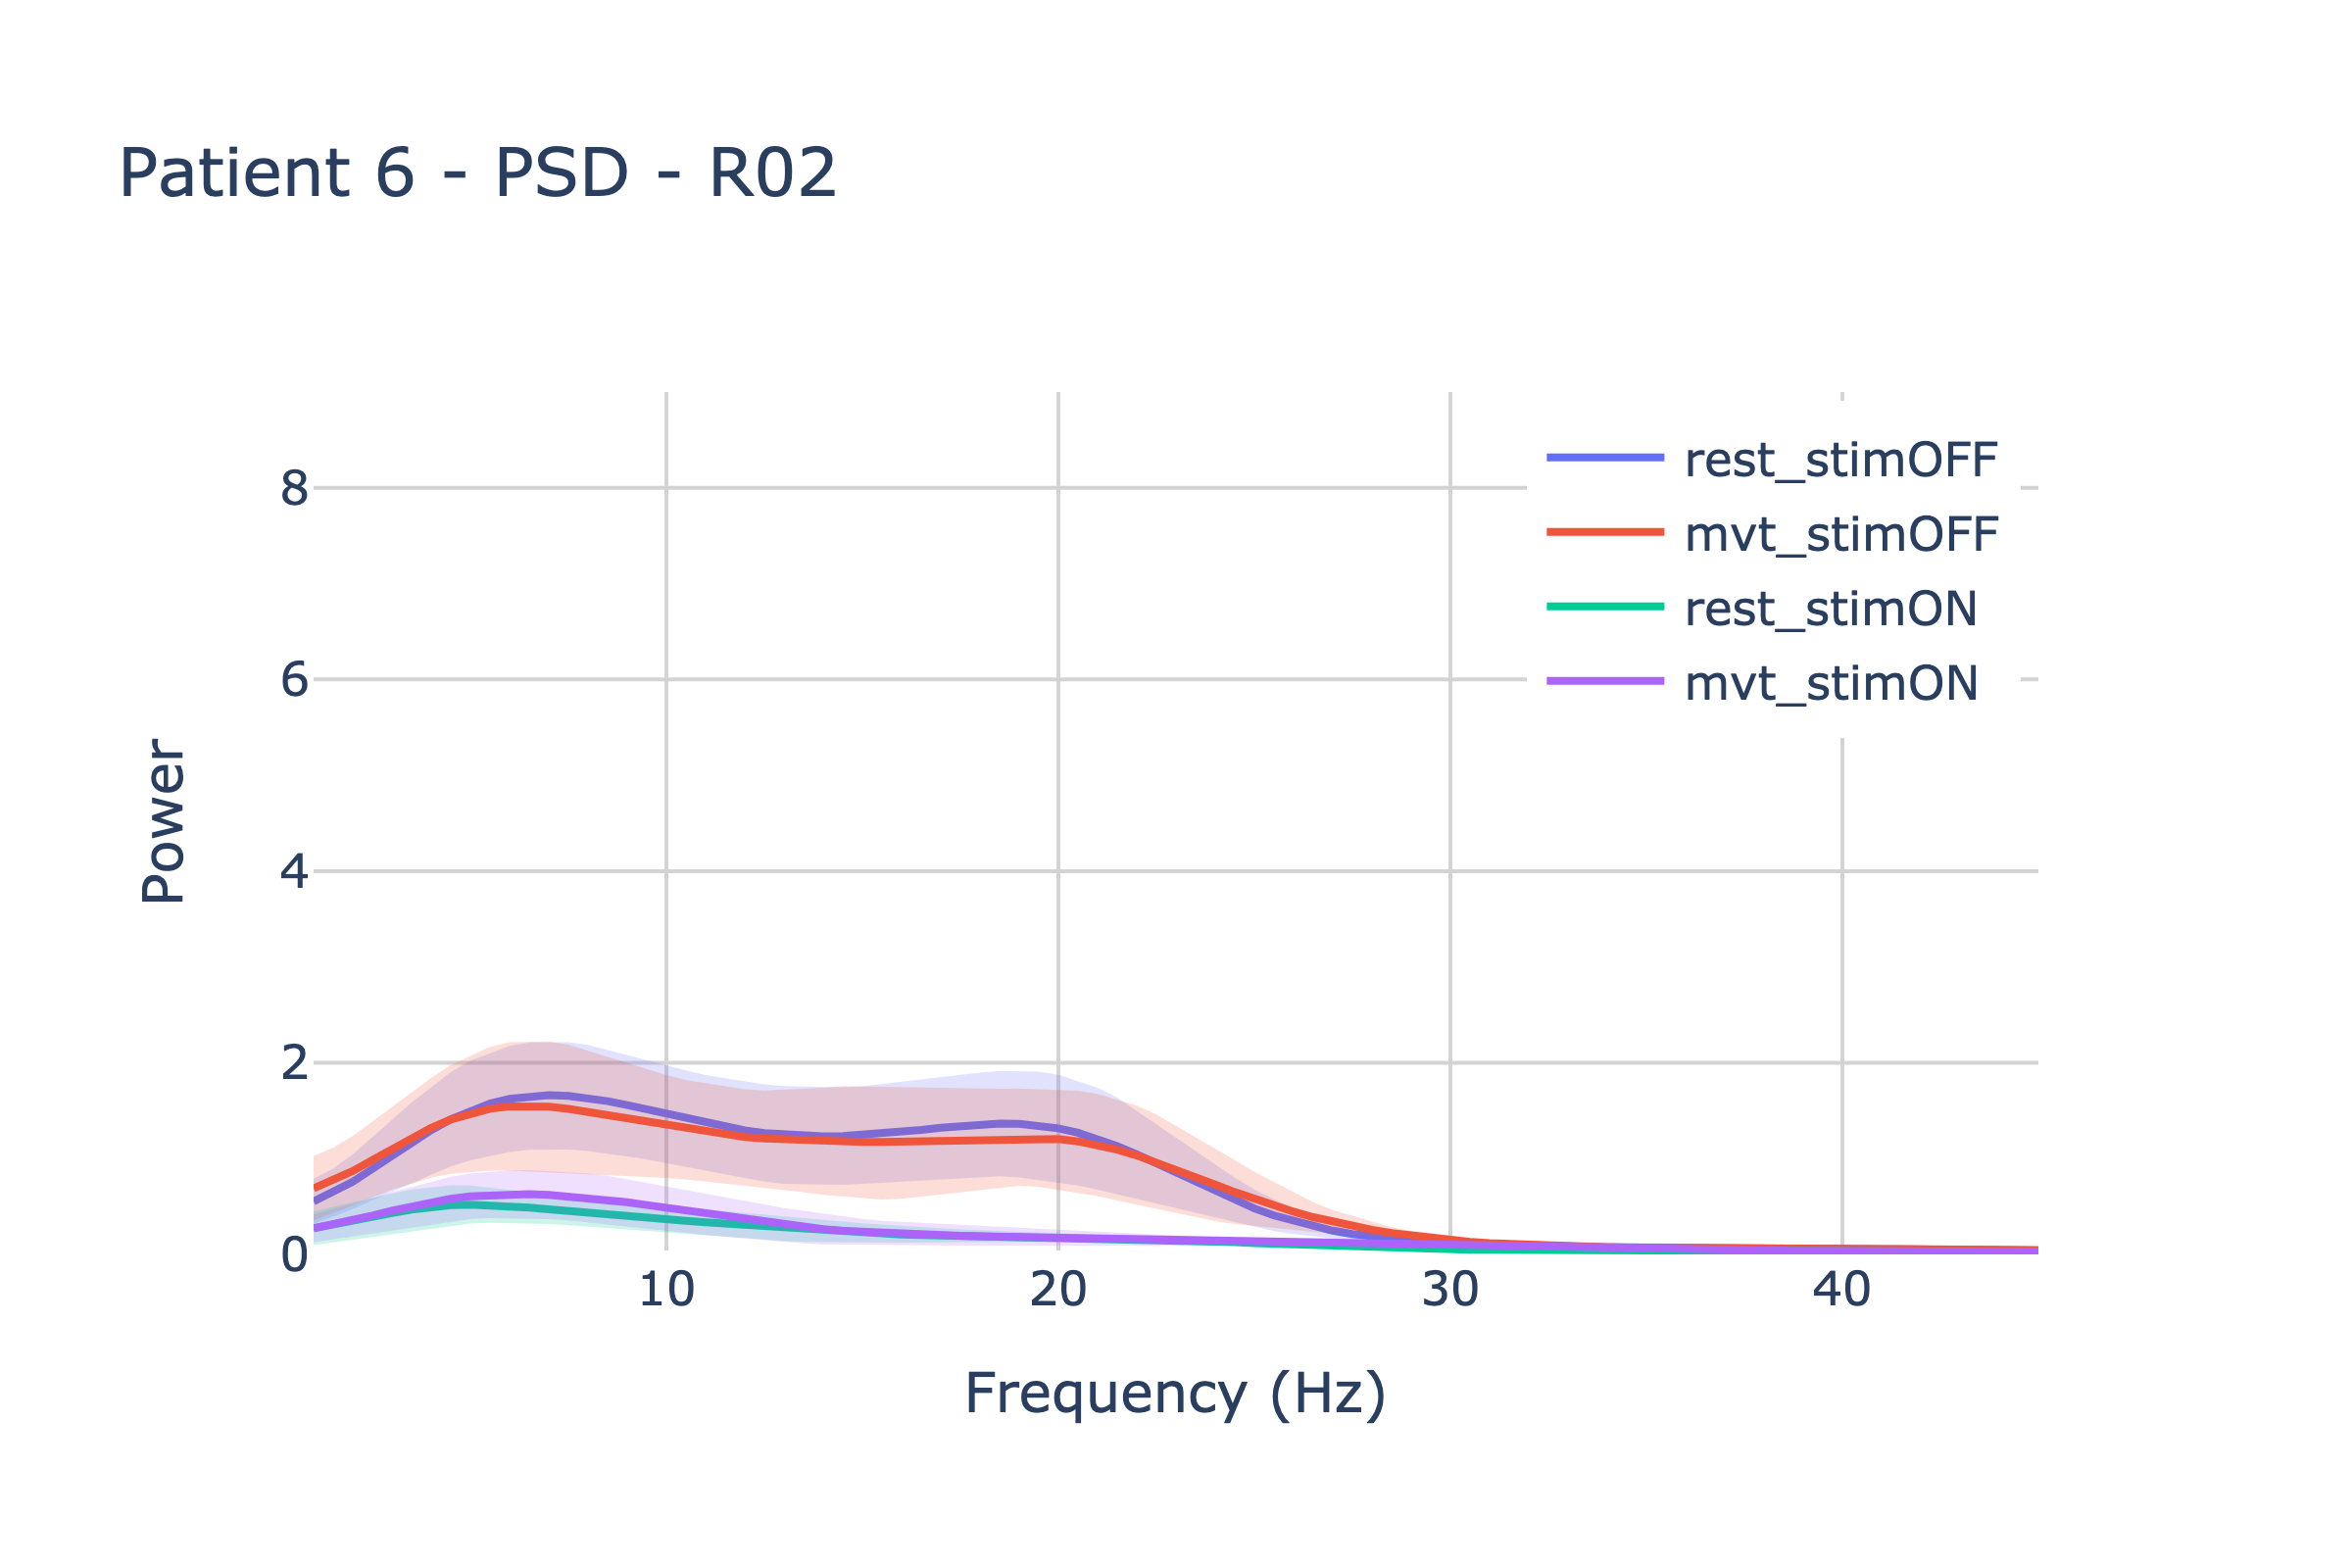 Patient 6 - PSD - R02
rest_stimOFF
mvt_stimOFF
rest_stimON
mvt_stimON
Power
8
6
4
2
0
10 20 30 40
Frequency (Hz)